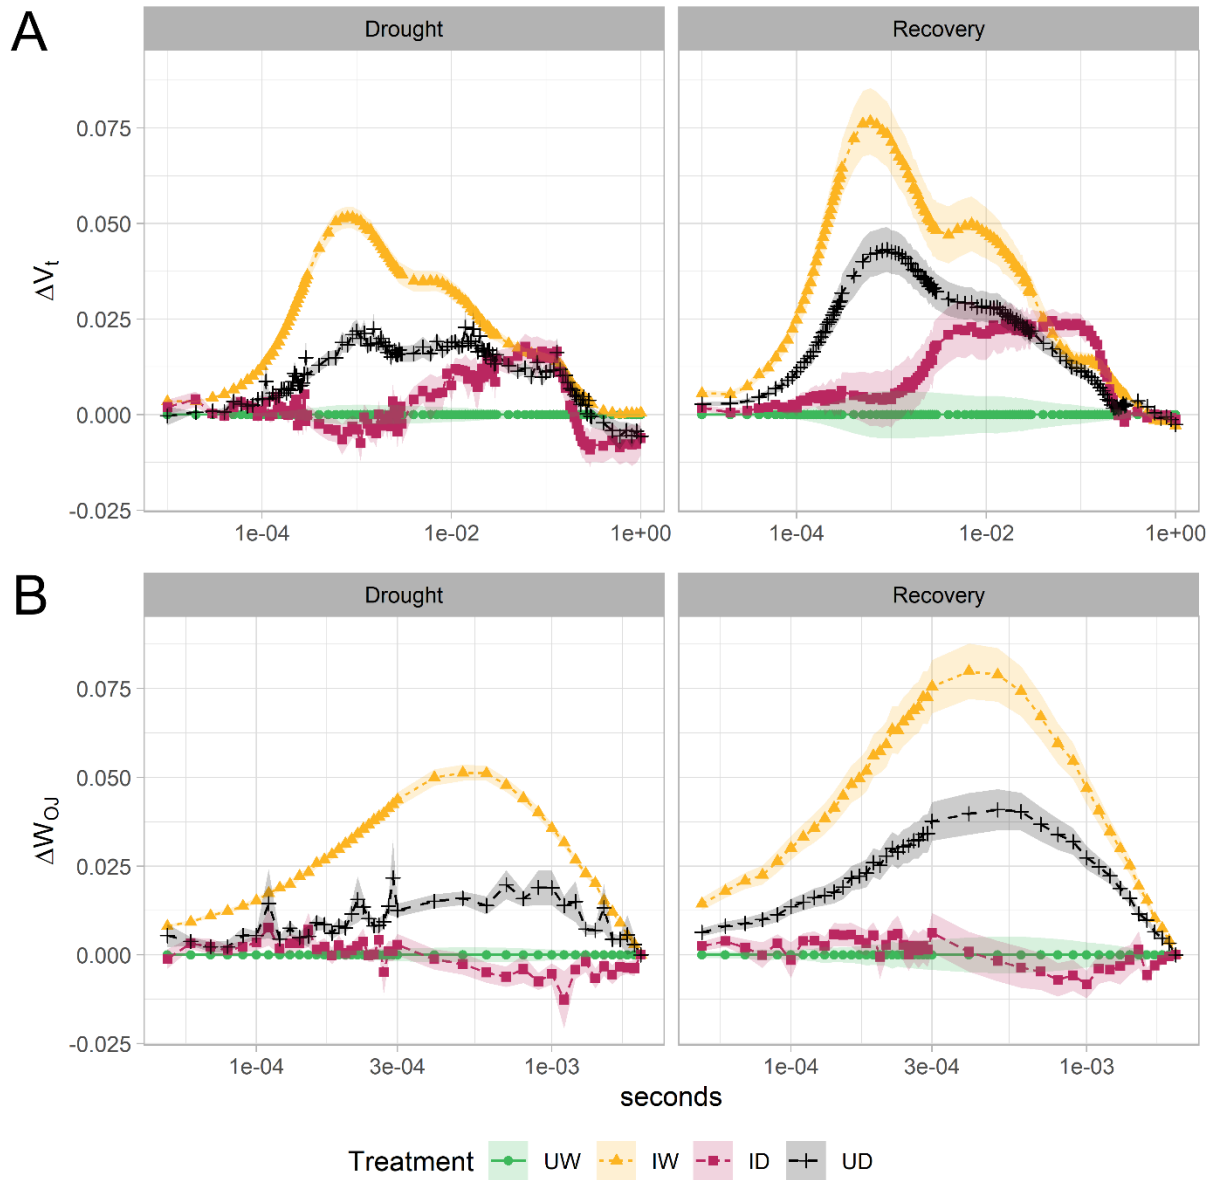 A
Drought Recovery
0.075
0.050
0.025
0.000
-0.025
ΔVt
1e-04 1e-02 1e+00 1e-04 1e-02 1e+00
B
Drought Recovery
0.075
0.050
0.025
0.000
-0.025
ΔWOJ
1e-04 3e-04 1e-03 1e-04 3e-04 1e-03
seconds
Treatment UW IW ID UD